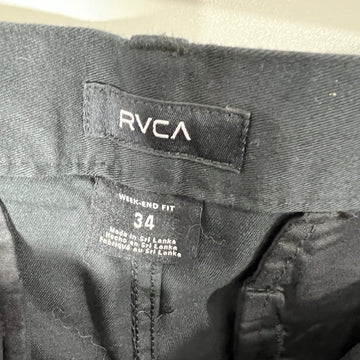 RVCA
WEEK-END FIT
34
Made in Sri Lanka
Hecho en Sri Lanka
Fabriqué au Sri Lanka